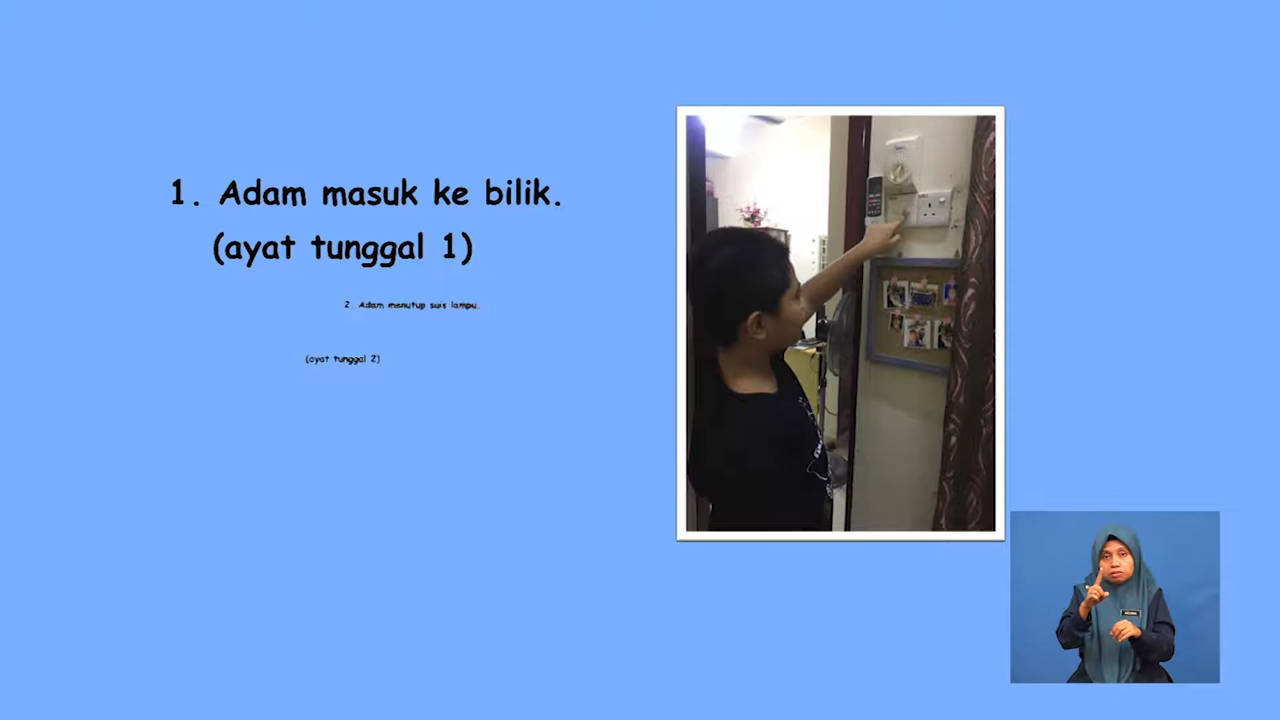 1. Adam masuk ke bilik.
(ayat tunggal 1)
2. Adam menutup suis lampu.
(ayat tunggal 2)